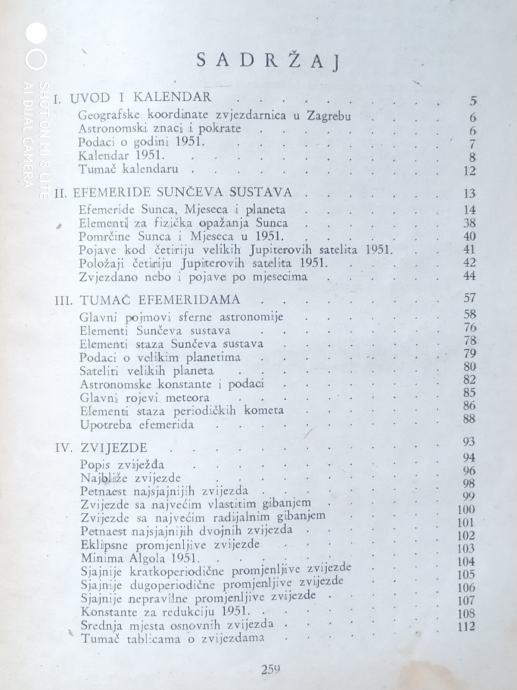 SHOT ON MI 8 LITE
AI DUAL CAMERA
SADRŽAJ
I. UVOD I KALENDAR . . . . . . 5
Geografske koordinate zvjezdarnica u Zagrebu . . . 6
Astronomski znaci i pokrate . . . . . . 6
Podaci o godini 1951. . . . . . . 7
Kalendar 1951. . . . . . . . 8
Tumač kalendaru . . . . . . . 12
II. EFEMERIDE SUNČEVA SUSTAVA . . . . 13
Efemeride Sunca, Mjeseca i planeta . . . . 14
Elementi za fizička opažanja Sunca . . . . 38
Pomrčine Sunca i Mjeseca u 1951. . . . . 40
Pojave kod četiriju velikih Jupiterovih satelita 1951. . . 41
Položaji četiriju Jupiterovih satelita 1951. . . . 42
Zvjezdano nebo i pojave po mjesecima . . . . 44
III. TUMAČ EFEMERIDAMA . . . . . 57
Glavni pojmovi sferne astronomije . . . . 58
Elementi Sunčeva sustava . . . . . . 76
Elementi staza Sunčeva sustava . . . . . 78
Podaci o velikim planetima . . . . . 79
Sateliti velikih planeta . . . . . . 80
Astronomske konstante i podaci . . . . . 82
Glavni rojevi meteora . . . . . . 85
Elementi staza periodičkih kometa . . . . 86
Upotreba efemerida . . . . . . 88
IV. ZVIJEZDE . . . . . . . . 93
Popis zviježđa . . . . . . . 94
Najbliže zvijezde . . . . . . . 96
Petnaest najsjajnijih zvijezda . . . . . 98
Zvijezde sa najvećim vlastitim gibanjem . . . 99
Zvijezde sa najvećim radijalnim gibanjem . . . 100
Petnaest najsjajnijih dvojnih zvijezda . . . . 101
Eklipsne promjenljive zvijezde . . . . . 102
Minima Algola 1951. . . . . . . 103
Sjajnije kratkoperiodične promjenljive zvijezde . . . 104
Sjajnije dugoperiodične promjenljive zvijezde . . . 105
Sjajnije nepravilne promjenljive zvijezde . . . . 106
Konstante za redukciju 1951. . . . . . 107
Srednja mjesta osnovnih zvijezda . . . . . 108
Tumač tablicama o zvijezdama . . . . . 112
259